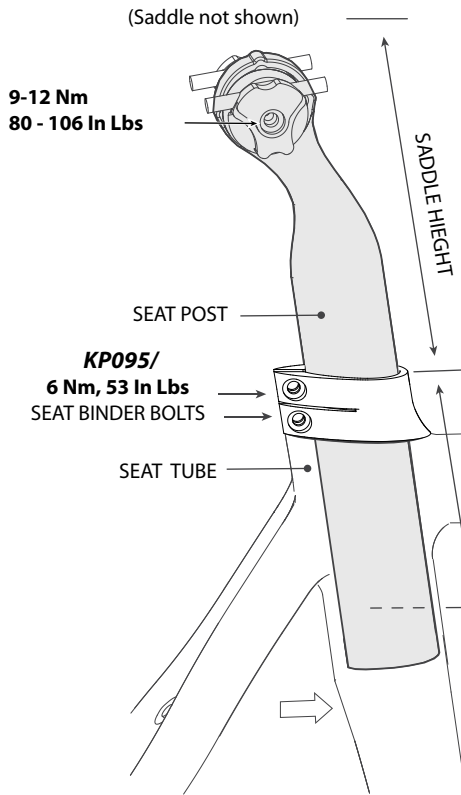 (Saddle not shown)
9-12 Nm
80 - 106 In Lbs
SADDLE HIEGHT
SEAT POST
KP095/
6 Nm, 53 In Lbs
SEAT BINDER BOLTS
SEAT TUBE